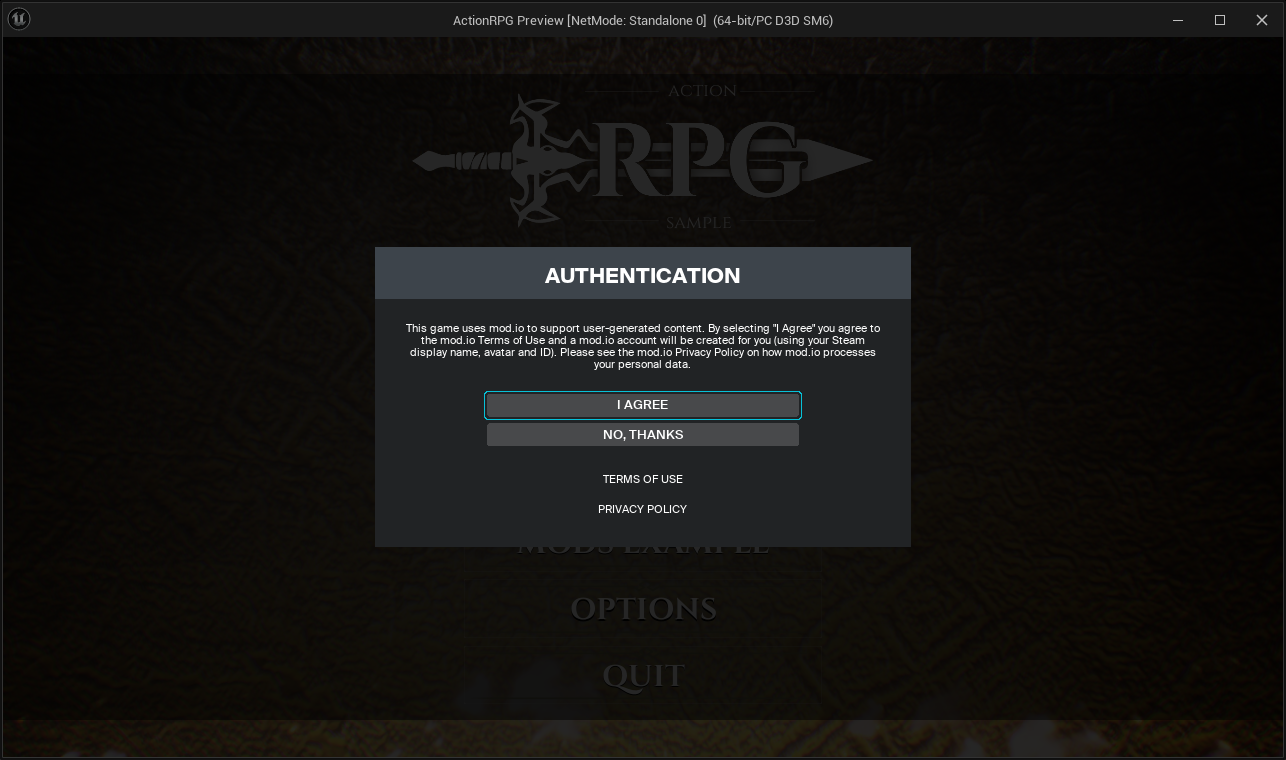 ActionRPG Preview [NetMode: Standalone 0]  (64-bit/PC D3D SM6)
ACTION
RPG
SAMPLE
AUTHENTICATION
This game uses mod.io to support user-generated content. By selecting "I Agree" you agree to
the mod.io Terms of Use and a mod.io account will be created for you (using your Steam
display name, avatar and ID). Please see the mod.io Privacy Policy on how mod.io processes
your personal data.
I AGREE
NO, THANKS
TERMS OF USE
PRIVACY POLICY
MODS EXAMPLE
OPTIONS
QUIT